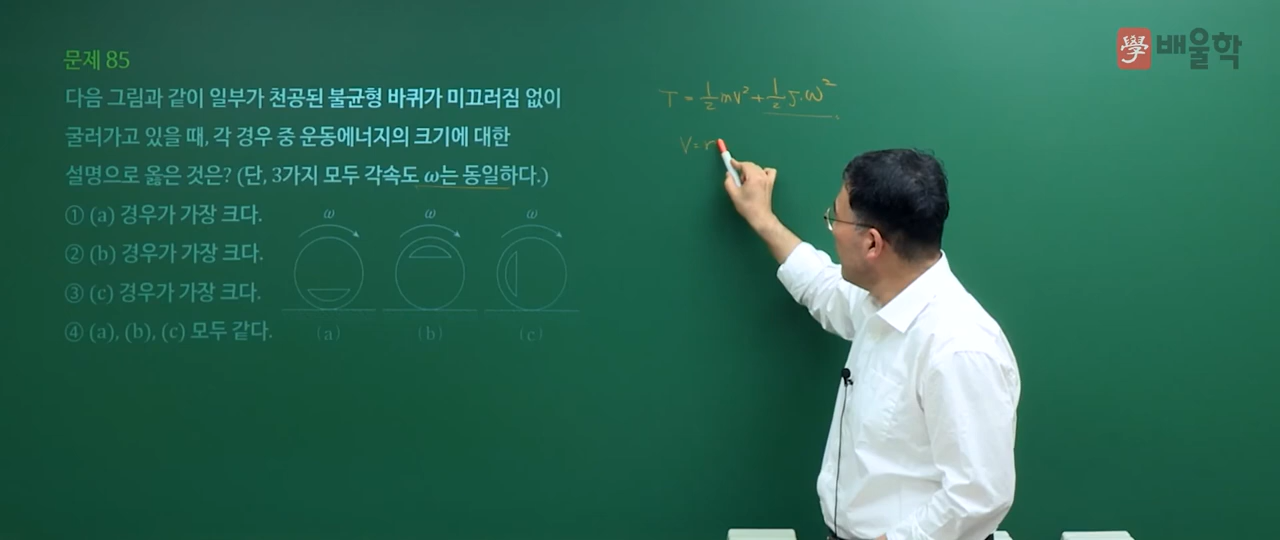 學 배울학
문제 85
다음 그림과 같이 일부가 천공된 불균형 바퀴가 미끄러짐 없이
굴러가고 있을 때, 각 경우 중 운동에너지의 크기에 대한
설명으로 옳은 것은? (단, 3가지 모두 각속도 ω는 동일하다.)
① (a) 경우가 가장 크다.
② (b) 경우가 가장 크다.
③ (c) 경우가 가장 크다.
④ (a), (b), (c) 모두 같다.
ω ω ω
(a) (b) (c)
T = 1/2 mv² + 1/2 J·ω²
V = r